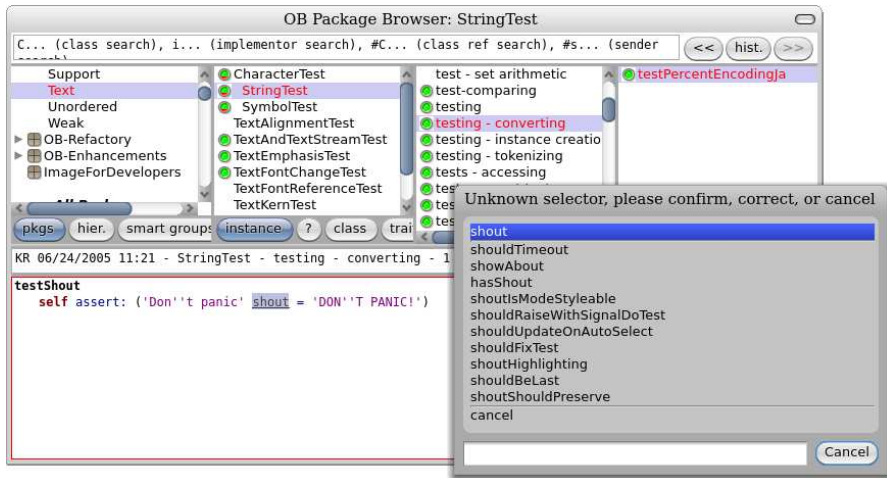 OB Package Browser: StringTest
C... (class search), i... (implementor search), #C... (class ref search), #s... (sender
<< hist. >>
Support
Text
Unordered
Weak
OB-Refactory
OB-Enhancements
ImageForDevelopers
CharacterTest
StringTest
SymbolTest
TextAlignmentTest
TextAndTextStreamTest
TextEmphasisTest
TextFontChangeTest
TextFontReferenceTest
TextKernTest
test - set arithmetic
test-comparing
testing
testing - converting
testing - instance creatio
testing - tokenizing
tests - accessing
testPercentEncodingJa
pkgs hier. smart groups instance ? class trai
KR 06/24/2005 11:21 - StringTest - testing - converting - 1
testShout
self assert: ('Don''t panic' shout = 'DON''T PANIC!')
Unknown selector, please confirm, correct, or cancel
shout
shouldTimeout
showAbout
hasShout
shoutIsModeStyleable
shouldRaiseWithSignalDoTest
shouldUpdateOnAutoSelect
shouldFixTest
shoutHighlighting
shouldBeLast
shoutShouldPreserve
cancel
Cancel